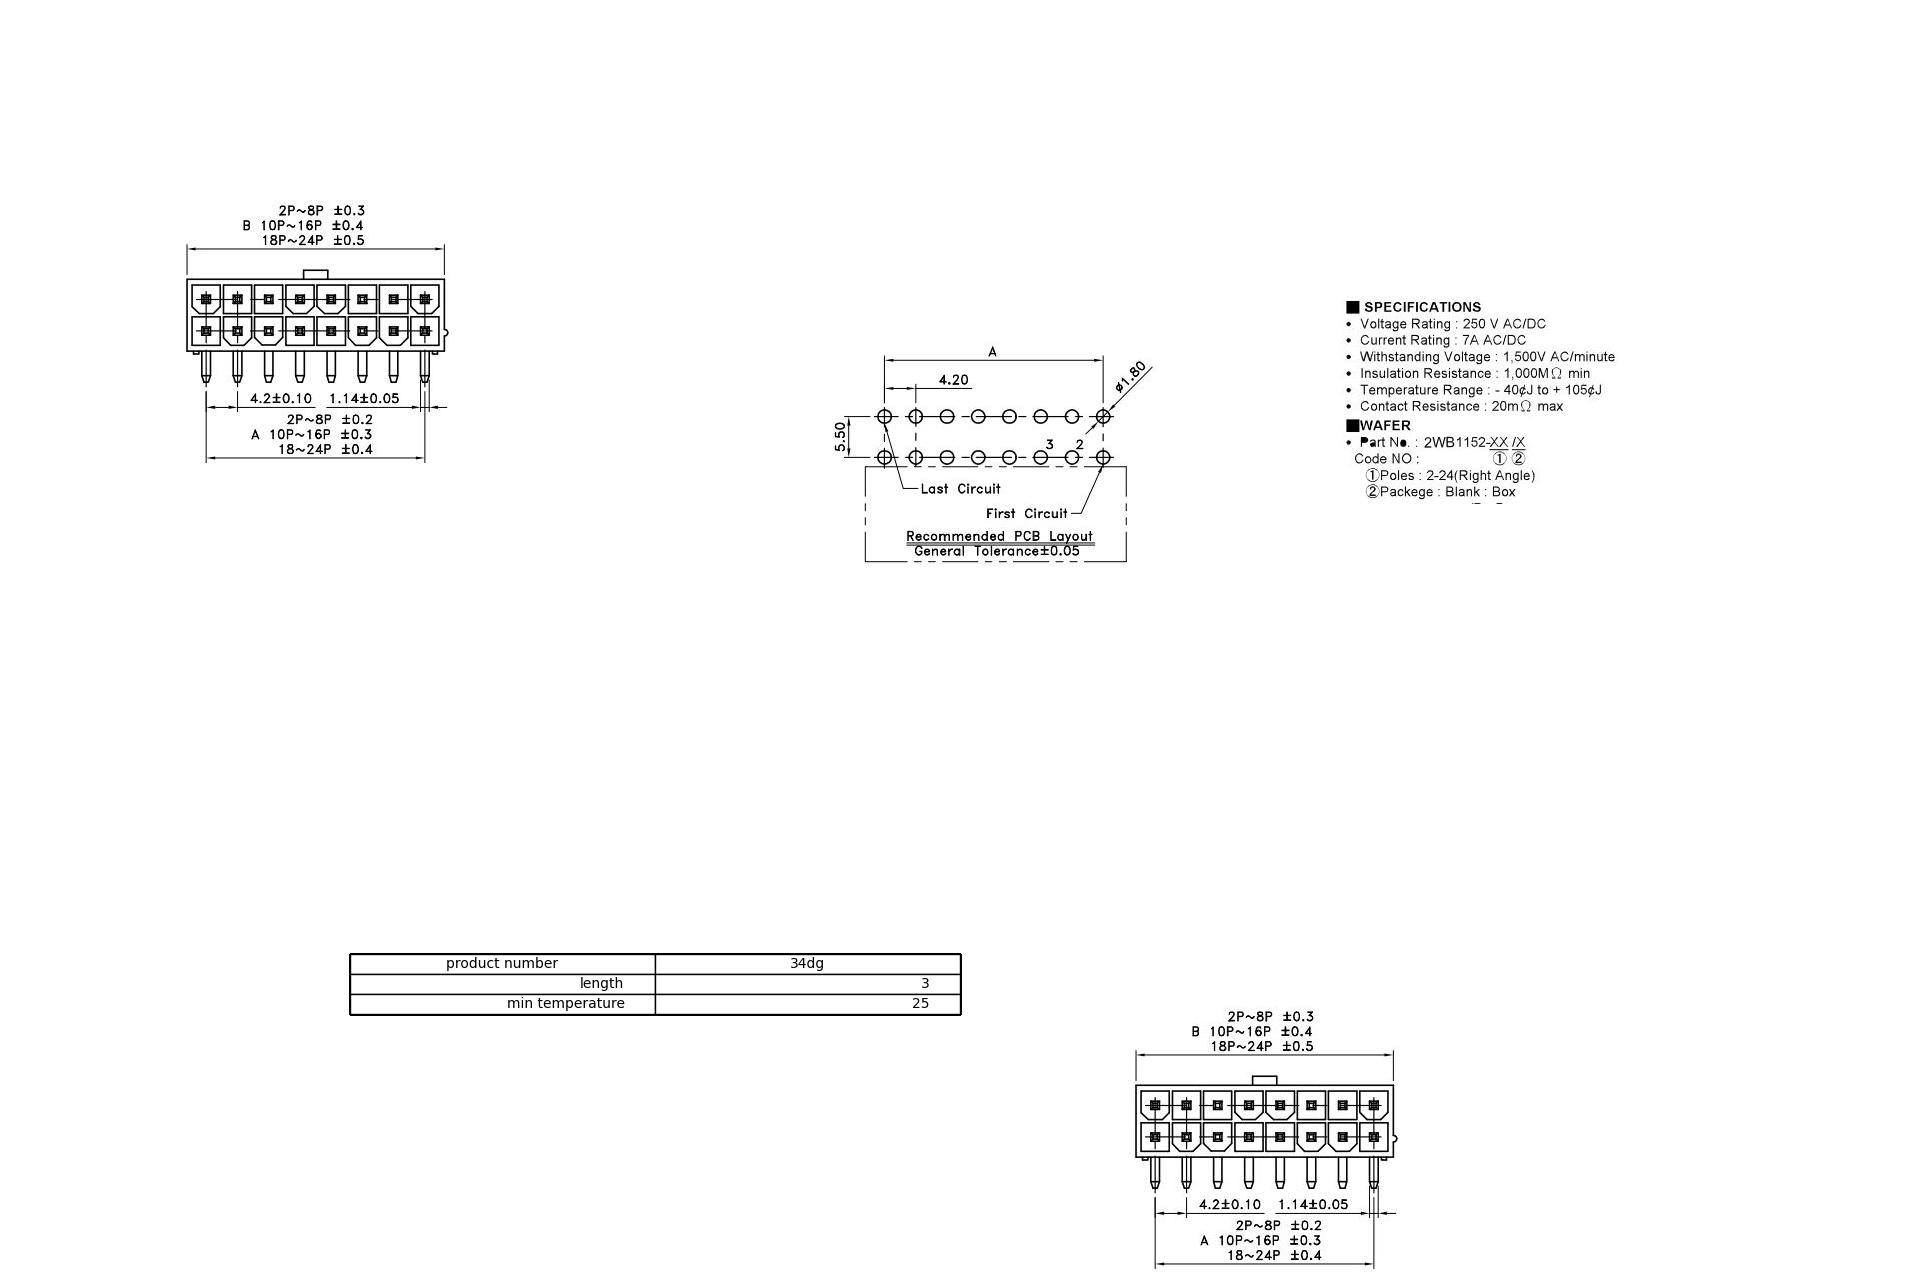 2P~8P ±0.3
B 10P~16P ±0.4
18P~24P ±0.5
4.2±0.10 1.14±0.05
2P~8P ±0.2
A 10P~16P ±0.3
18~24P ±0.4
A
4.20
ø1.80
5.50
3 2
Last Circuit
First Circuit
Recommended PCB Layout
General Tolerance±0.05
■ SPECIFICATIONS
• Voltage Rating : 250 V AC/DC
• Current Rating : 7A AC/DC
• Withstanding Voltage : 1,500V AC/minute
• Insulation Resistance : 1,000MΩ min
• Temperature Range : - 40¢J to + 105¢J
• Contact Resistance : 20mΩ max
■WAFER
• Part No. : 2WB1152-XX /X
Code NO : ① ②
①Poles : 2-24(Right Angle)
②Packege : Blank : Box
product number 34dg
length 3
min temperature 25
2P~8P ±0.3
B 10P~16P ±0.4
18P~24P ±0.5
4.2±0.10 1.14±0.05
2P~8P ±0.2
A 10P~16P ±0.3
18~24P ±0.4